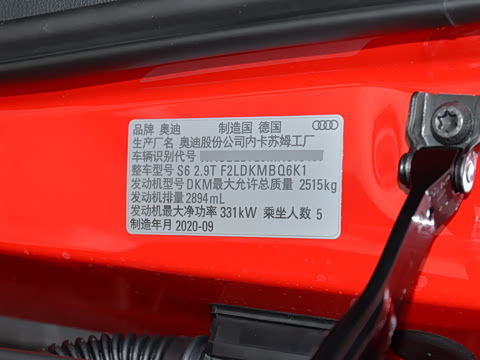 品牌 奥迪 制造国 德国
生产厂名 奥迪股份公司内卡苏姆工厂
车辆识别代号
整车型号 S6 2.9T F2LDKMBQ6K1
发动机型号 DKM最大允许总质量 2515kg
发动机排量 2894mL
发动机最大净功率 331kW 乘坐人数 5
制造年月 2020-09